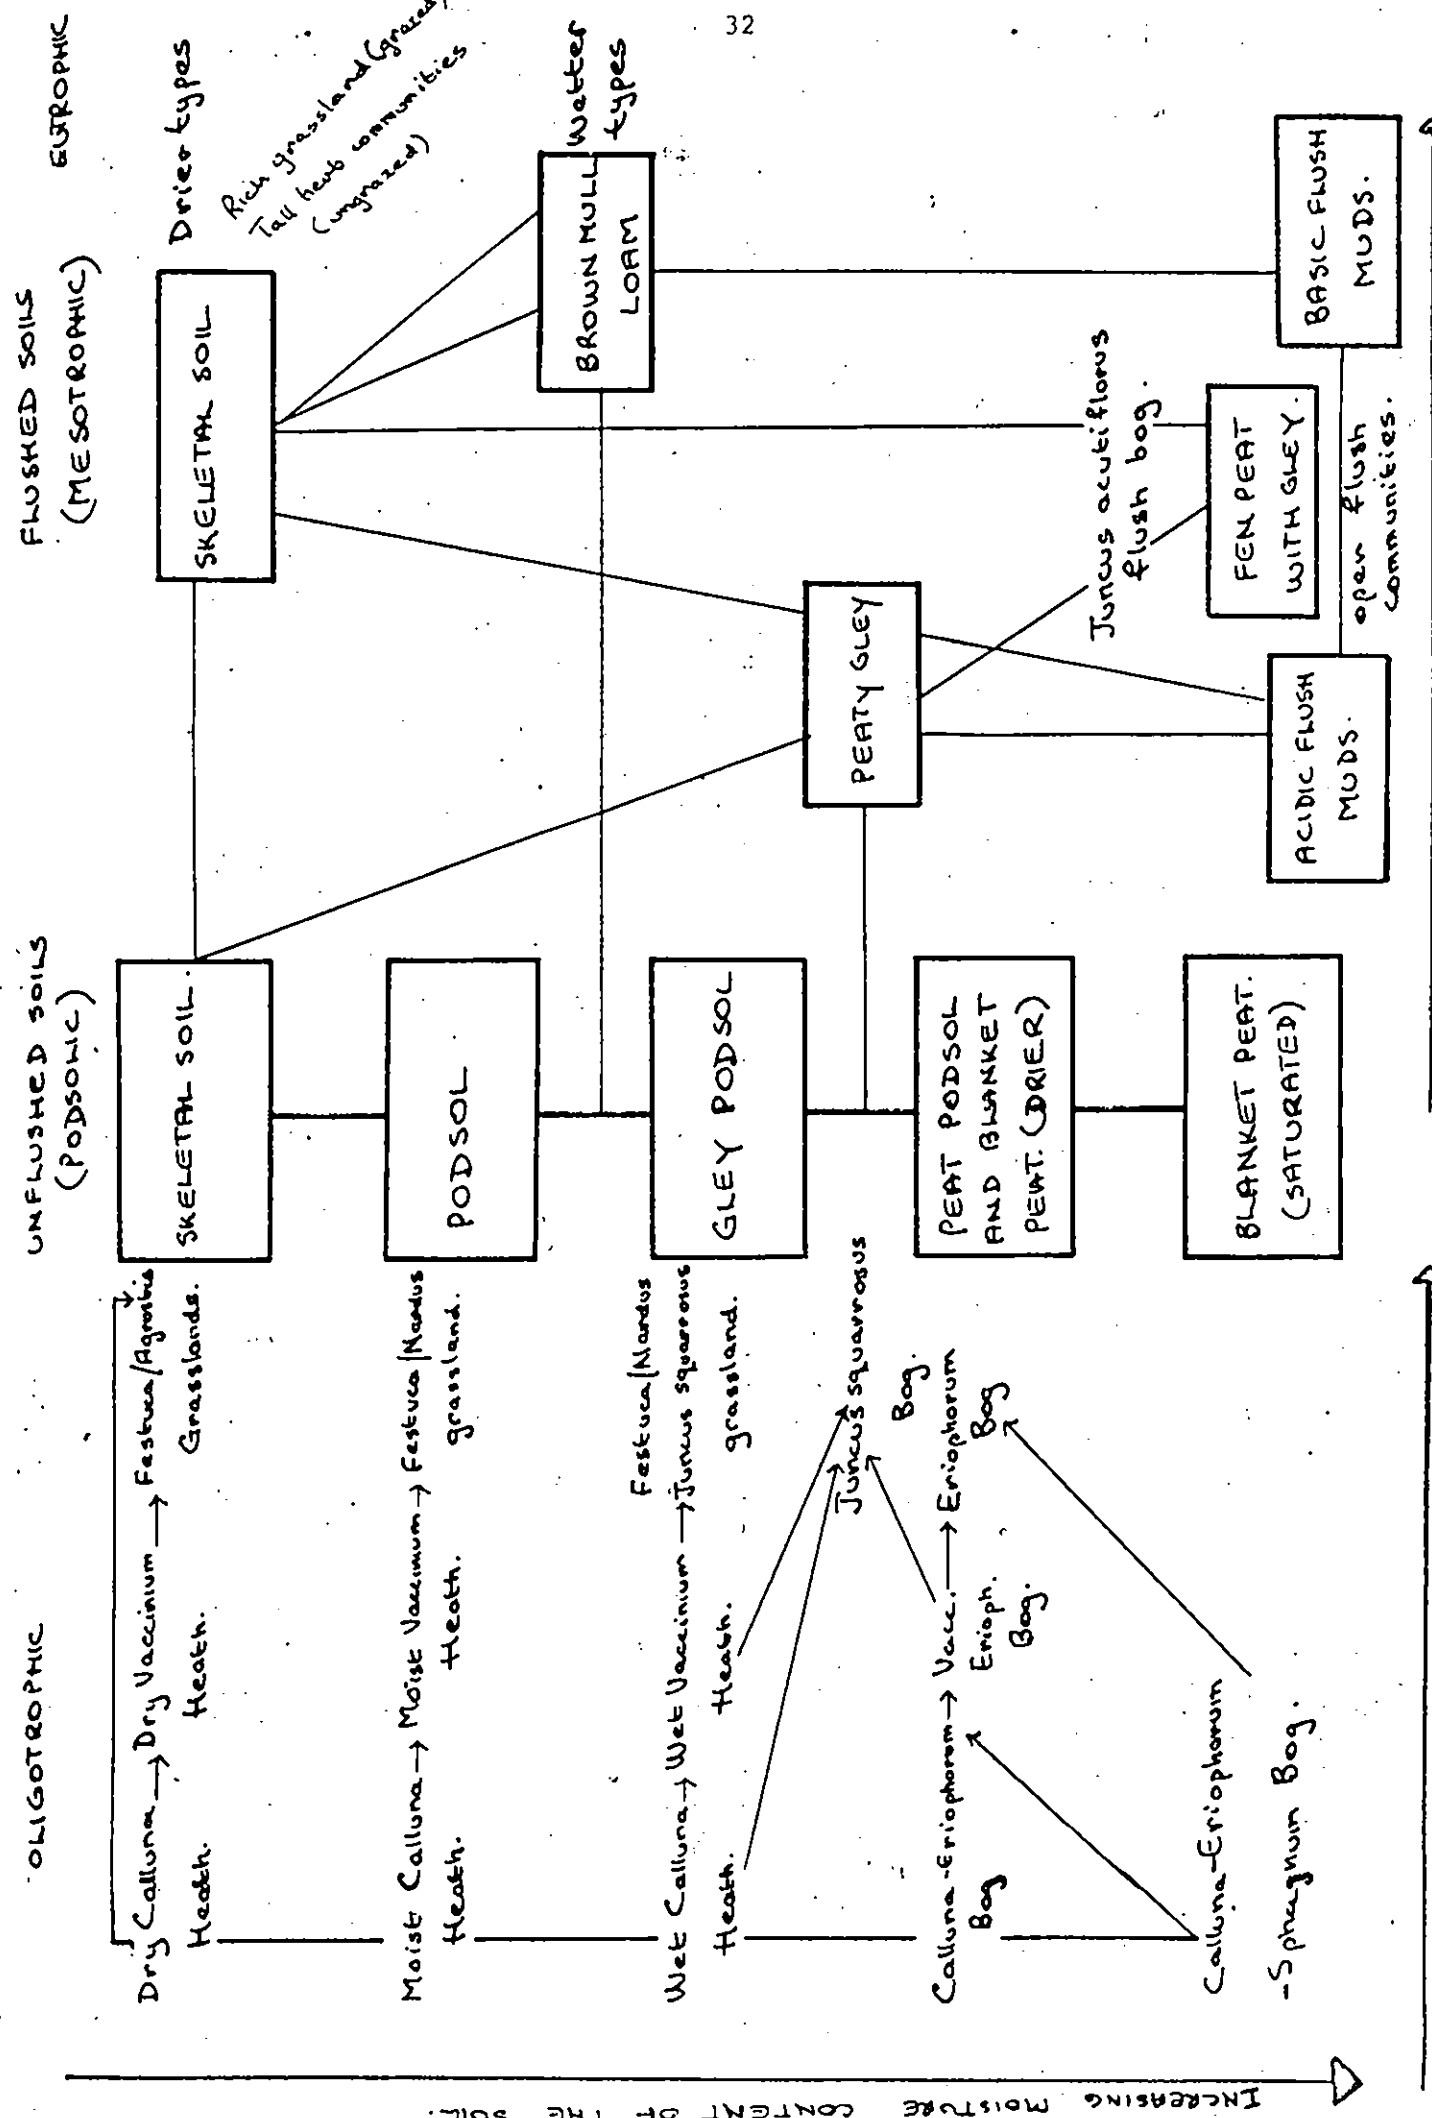 32
OLIGOTROPHIC
UNFLUSHED SOILS
(PODSOLIC)
FLUSHED SOILS
(MESOTROPHIC)
EUTROPHIC
Dry Calluna → Dry Vaccinium → Festuca/Agrostis
Heath. Heath. Grasslands.
SKELETAL SOIL.
SKELETAL SOIL
Drier types
Rich grassland (grazed)
Tall herb communities
(ungrazed)
Moist Calluna → Moist Vaccinium → Festuca/Nardus
Heath. Heath. grassland.
PODSOL
BROWN MULL
LOAM
Wetter
types
Festuca/Nardus
Wet Calluna → Wet Vaccinium → Juncus squarrosus
Heath. Heath. grassland.
GLEY PODSOL
PEATY GLEY
Juncus squarrosus
Bog.
Calluna-Eriophorum → Vacc. → Eriophorum
Bog Erioph. Bog
Bog.
PEAT PODSOL
AND BLANKET
PEAT. (DRIER)
Juncus acutiflorus
flush bog.
FEN PEAT
WITH GLEY.
Calluna-Eriophorum
-Sphagnum Bog.
BLANKET PEAT.
(SATURATED)
ACIDIC FLUSH
MUDS.
open flush
communities.
BASIC FLUSH
MUDS.
INCREASING MOISTURE CONTENT OF THE SOIL.